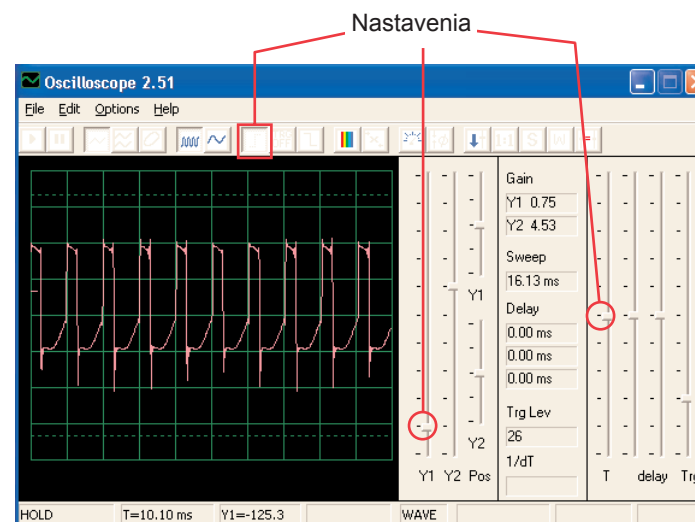 Nastavenia
Oscilloscope 2.51
File Edit Options Help
Gain
Y1 0.75
Y2 4.53
Sweep
16.13 ms
Y1
Delay
0.00 ms
0.00 ms
0.00 ms
Trg Lev
26
Y2
1/dT
Y1 Y2 Pos
T delay Trg
HOLD T=10.10 ms Y1=-125.3 WAVE